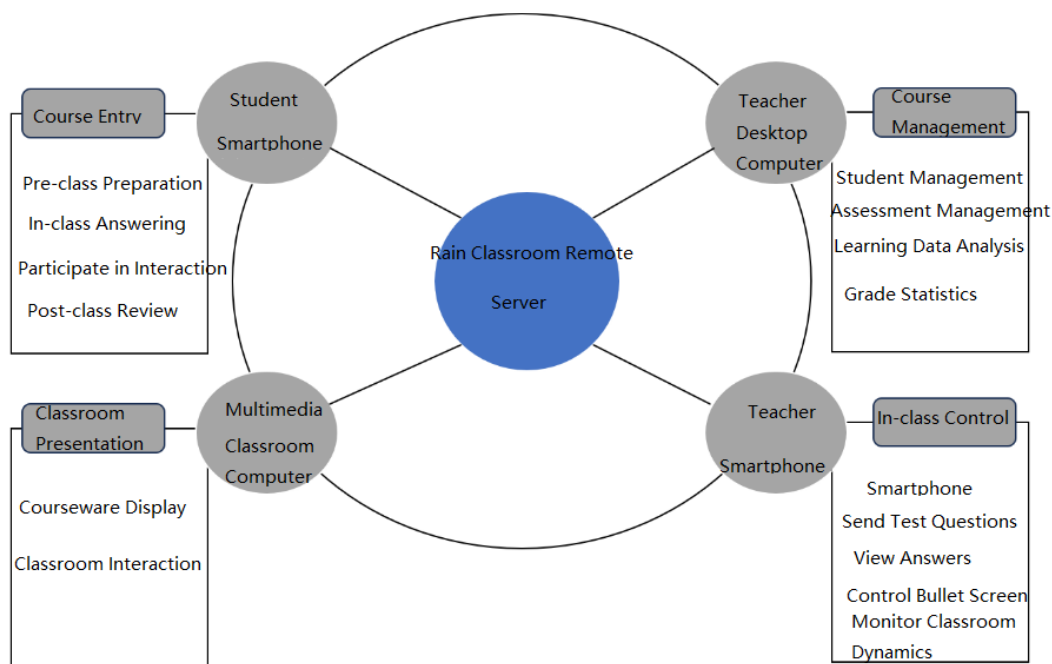 Course Entry
Pre-class Preparation
In-class Answering
Participate in Interaction
Post-class Review
Student
Smartphone
Teacher
Desktop
Computer
Course
Management
Student Management
Assessment Management
Learning Data Analysis
Grade Statistics
Rain Classroom Remote
Server
Classroom
Presentation
Courseware Display
Classroom Interaction
Multimedia
Classroom
Computer
Teacher
Smartphone
In-class Control
Smartphone
Send Test Questions
View Answers
Control Bullet Screen
Monitor Classroom
Dynamics